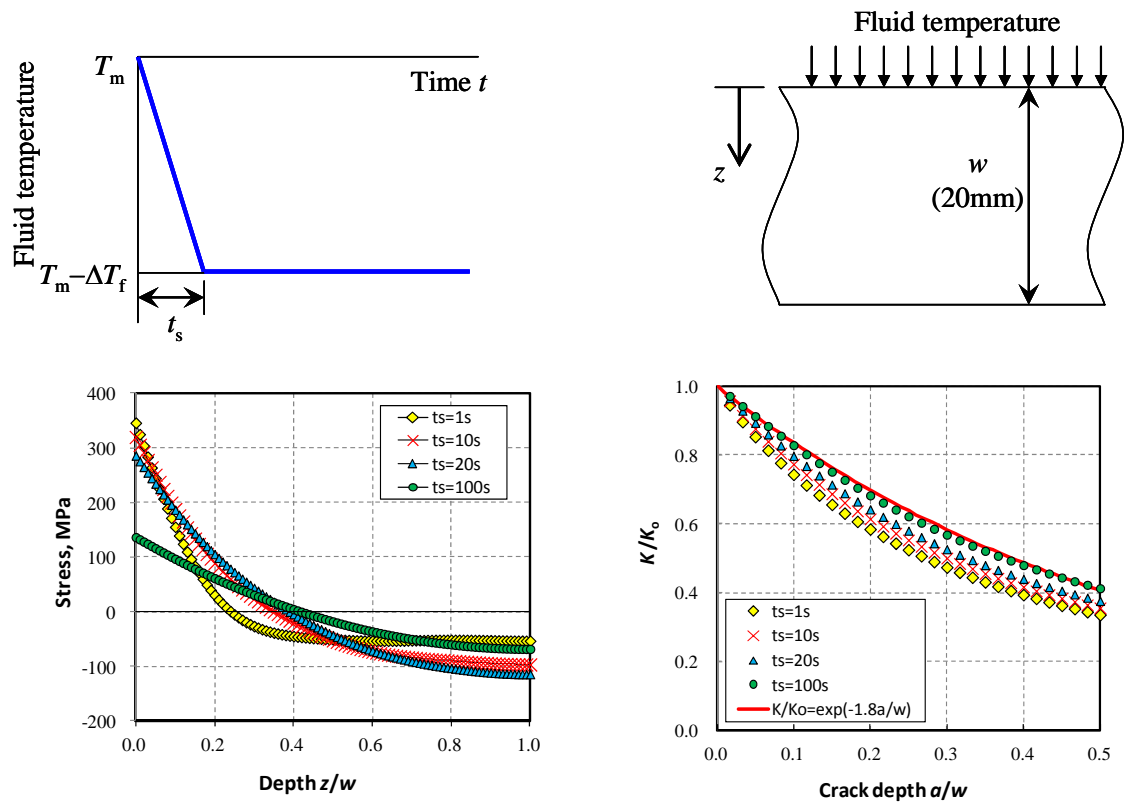 Fluid temperature
Tm
Time t
Tm−ΔTf
ts
Fluid temperature
z
w
(20mm)
Stress, MPa
400
300
200
100
0
-100
-200
0.0 0.2 0.4 0.6 0.8 1.0
Depth z/w
ts=1s
ts=10s
ts=20s
ts=100s
K/Ko
1.0
0.8
0.6
0.4
0.2
0.0
0.0 0.1 0.2 0.3 0.4 0.5
Crack depth a/w
ts=1s
ts=10s
ts=20s
ts=100s
K/Ko=exp(-1.8a/w)